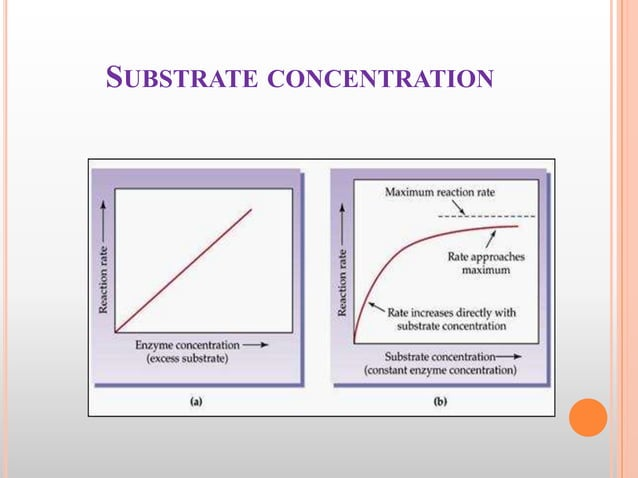 SUBSTRATE CONCENTRATION
Reaction rate
Enzyme concentration
(excess substrate)
(a)
Maximum reaction rate
Rate approaches
maximum
Rate increases directly with
substrate concentration
Reaction rate
Substrate concentration
(constant enzyme concentration)
(b)